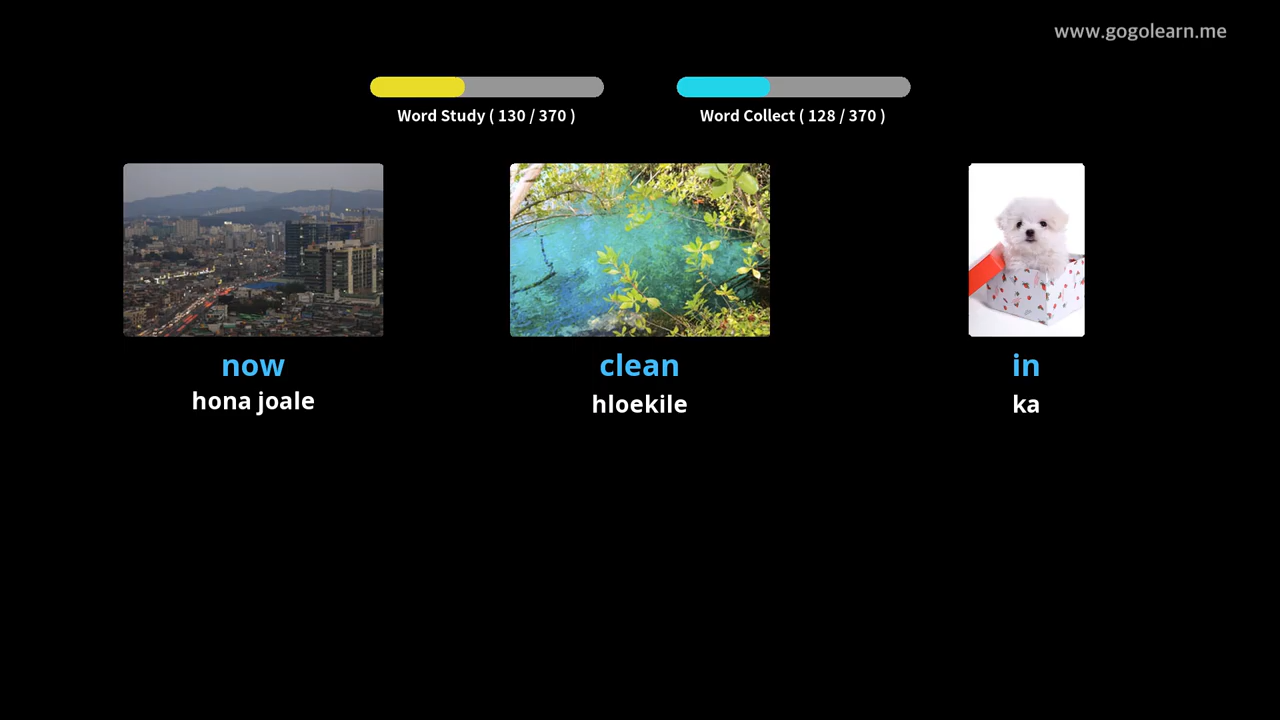 www.gogolearn.me
Word Study ( 130 / 370 )
Word Collect ( 128 / 370 )
now
hona joale
clean
hloekile
in
ka